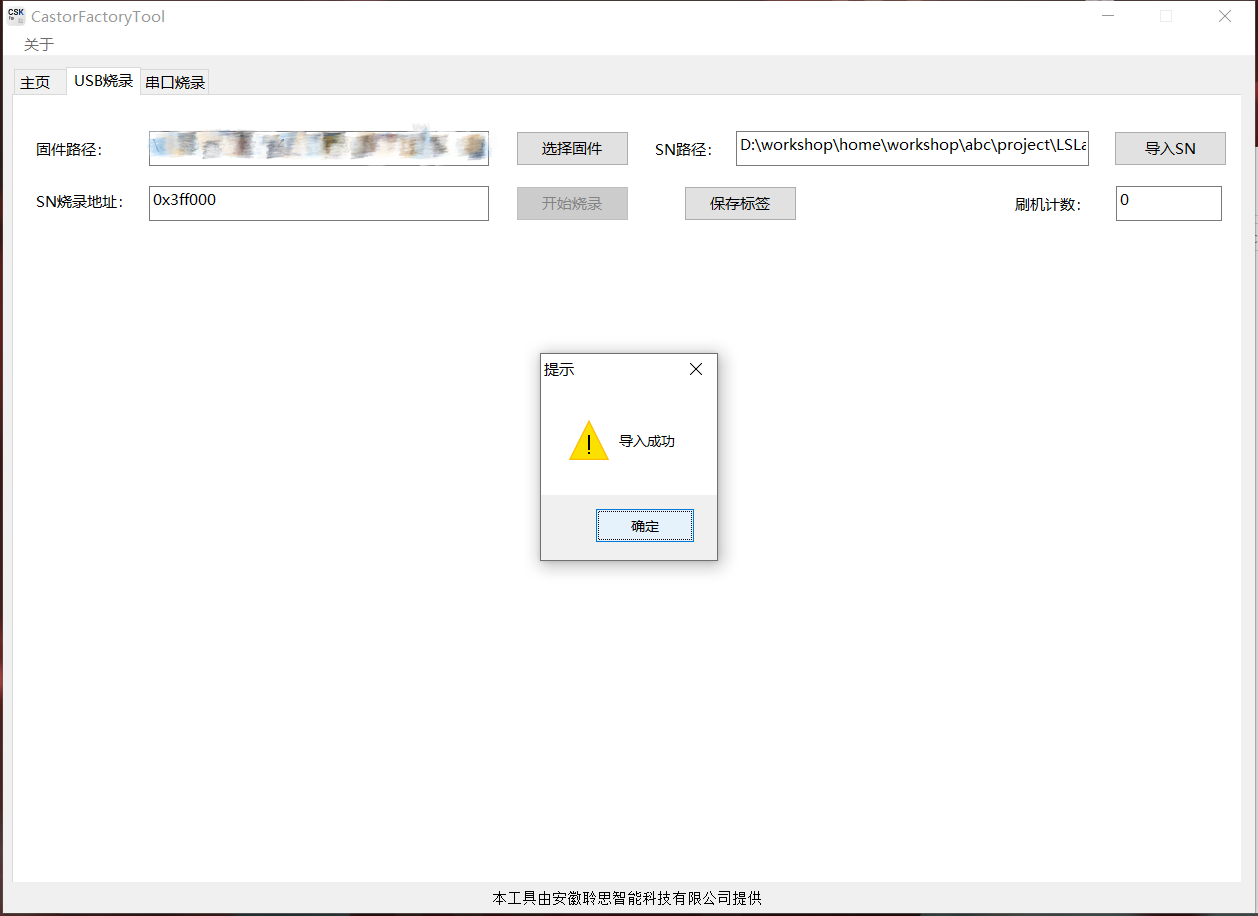 CSK CastorFactoryTool
关于
主页 USB烧录 串口烧录
固件路径： 选择固件 SN路径： D:\workshop\home\workshop\abc\project\LSLa 导入SN
SN烧录地址： 0x3ff000 开始烧录 保存标签 刷机计数： 0
提示
导入成功
确定
本工具由安徽聆思智能科技有限公司提供